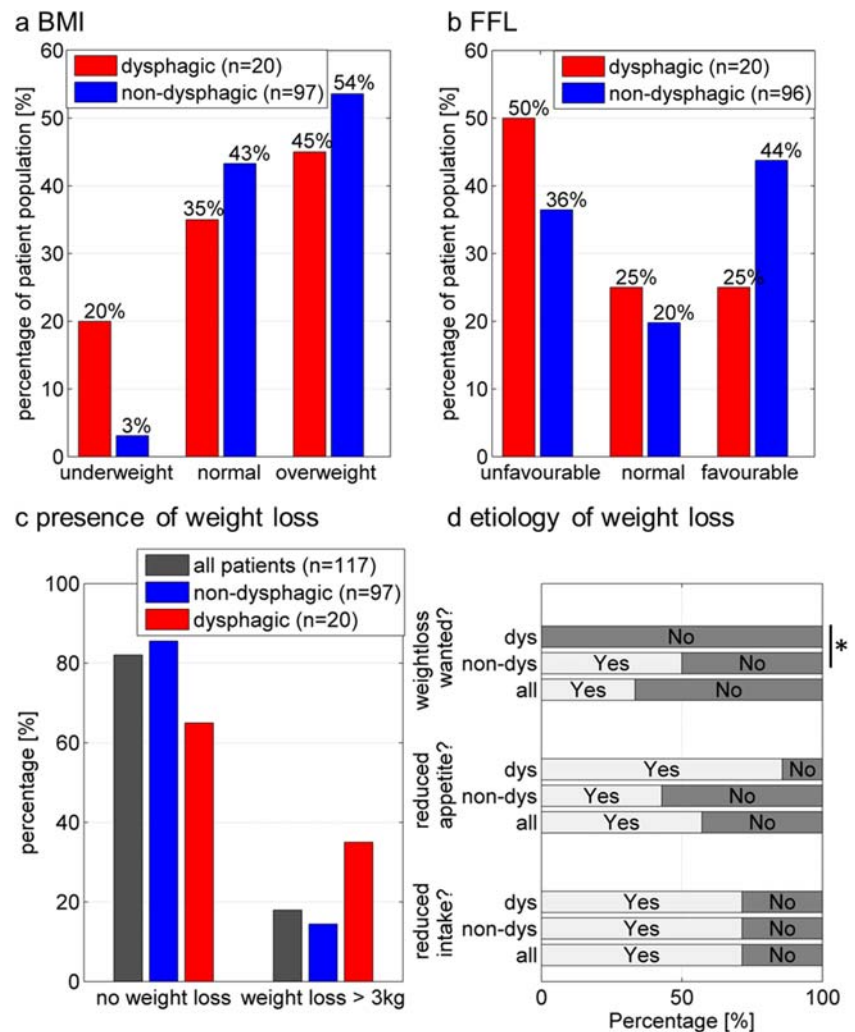 a BMI
percentage of patient population [%]
60
50
40
30
20
10
0
dysphagic (n=20)
non-dysphagic (n=97)
20%
3%
35%
43%
45%
54%
underweight normal overweight
b FFL
percentage of patient population [%]
60
50
40
30
20
10
0
dysphagic (n=20)
non-dysphagic (n=96)
50%
36%
25%
20%
25%
44%
unfavourable normal favourable
c presence of weight loss
percentage [%]
100
80
60
40
20
0
all patients (n=117)
non-dysphagic (n=97)
dysphagic (n=20)
no weight loss weight loss > 3kg
d etiology of weight loss
weightloss
wanted?
dys No
non-dys Yes No
all Yes No
*
reduced
appetite?
dys Yes No
non-dys Yes No
all Yes No
reduced
intake?
dys Yes No
non-dys Yes No
all Yes No
0 50 100
Percentage [%]